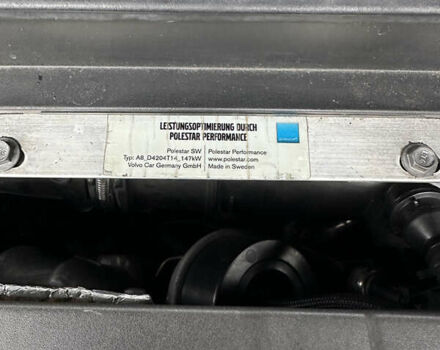 LEISTUNGSOPTIMIERUNG DURCH
POLESTAR PERFORMANCE
Polestar SW
Typ: A8_D4204T14_147kW
Volvo Car Germany GmbH
Polestar Performance
www.polestar.com
Made in Sweden